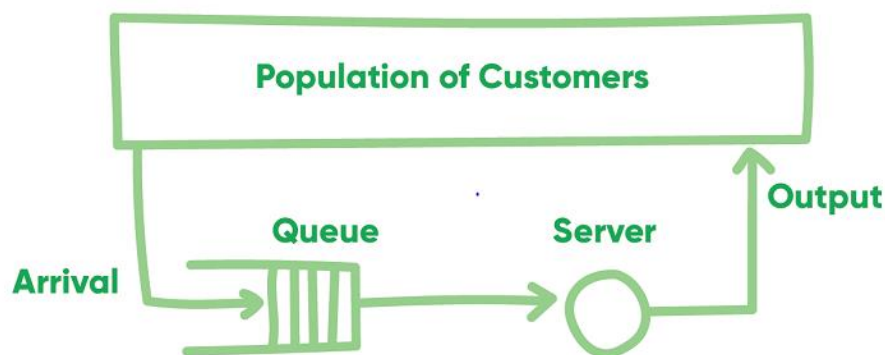 Population of Customers
Output
Queue
Server
Arrival